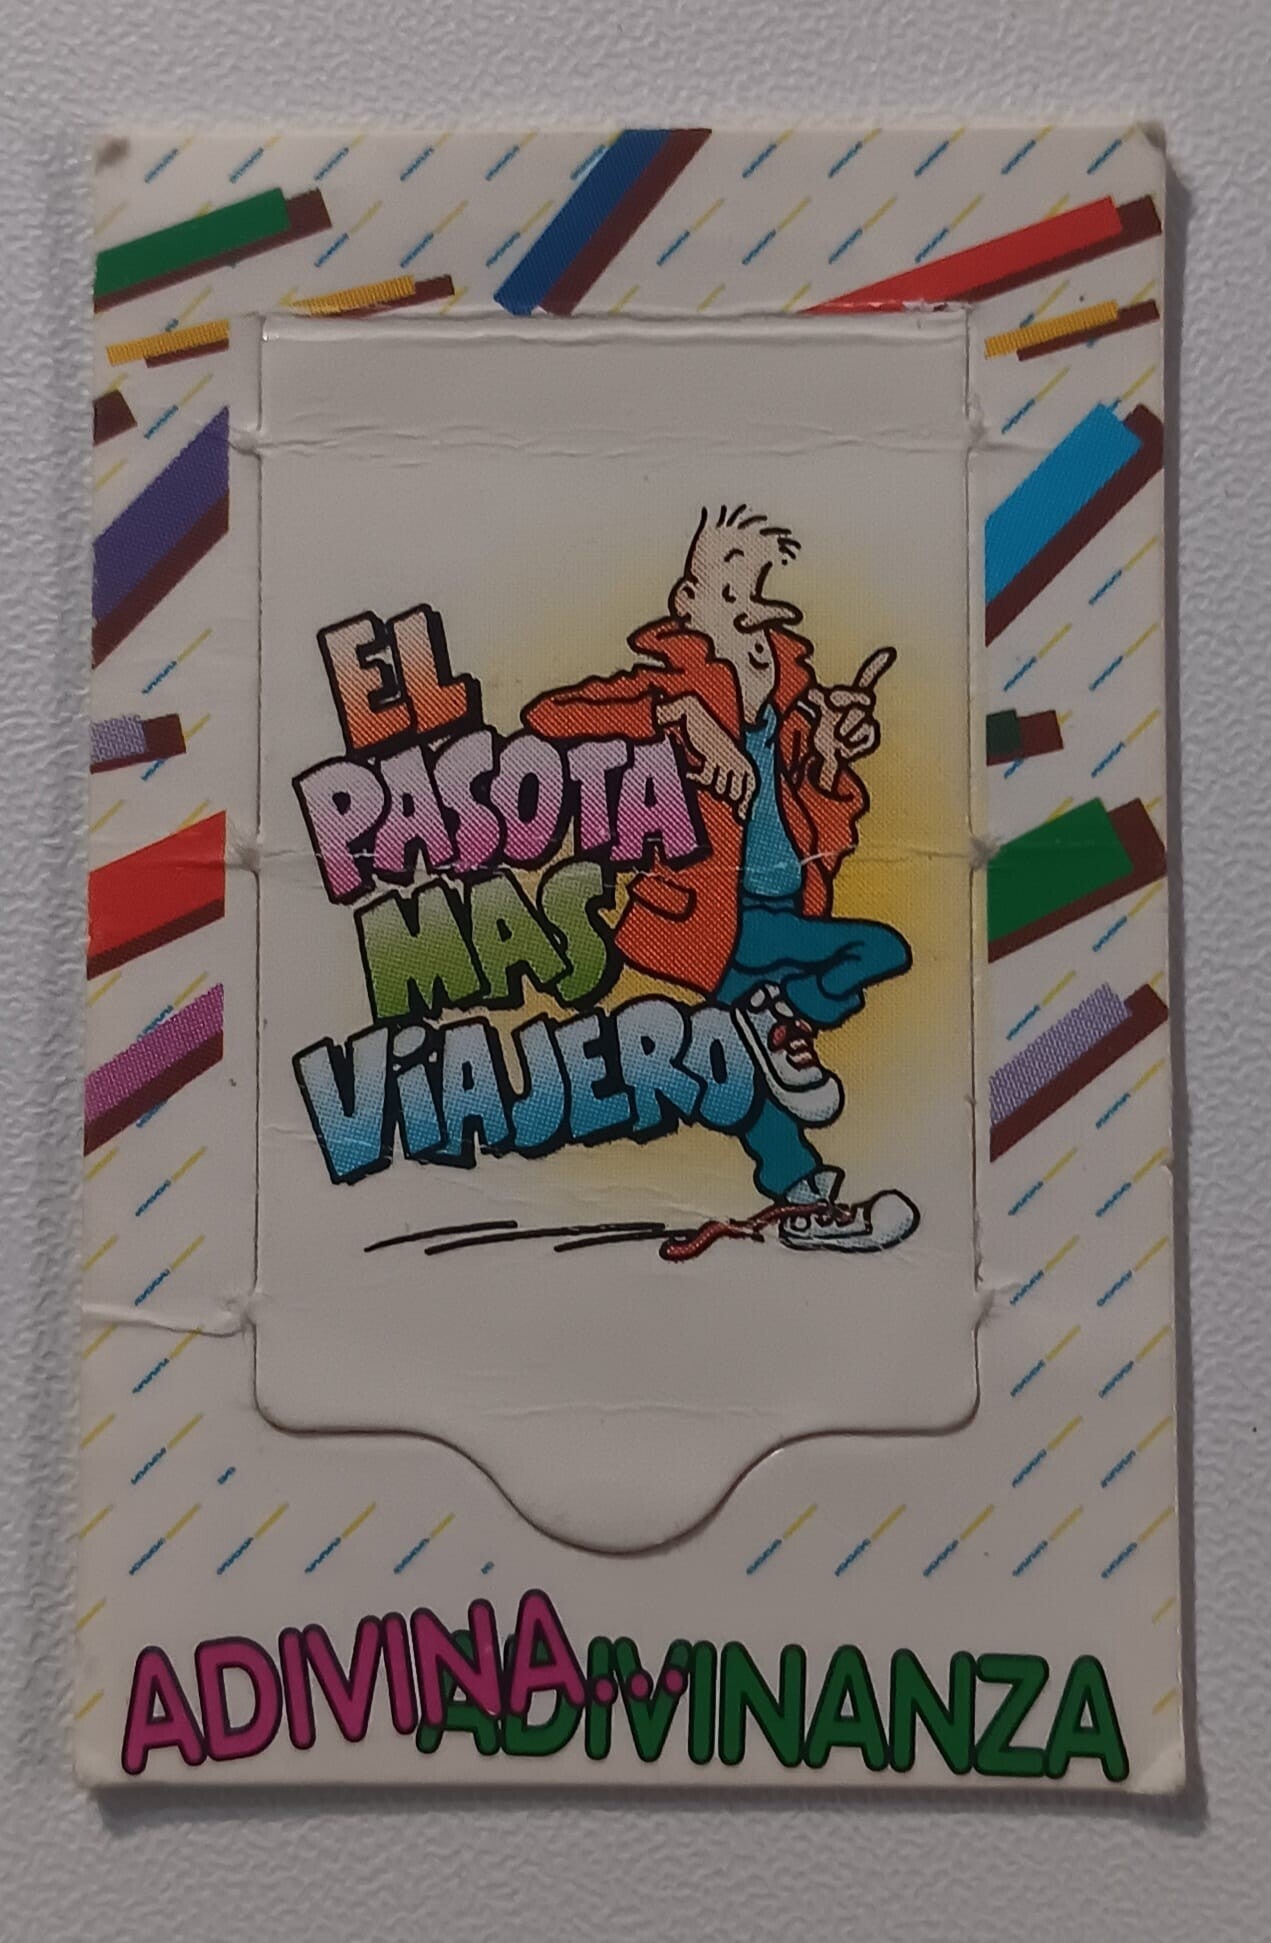 EL
PASOTA
MAS
ViAJERO
ADIVINA...
ADIVINANZA